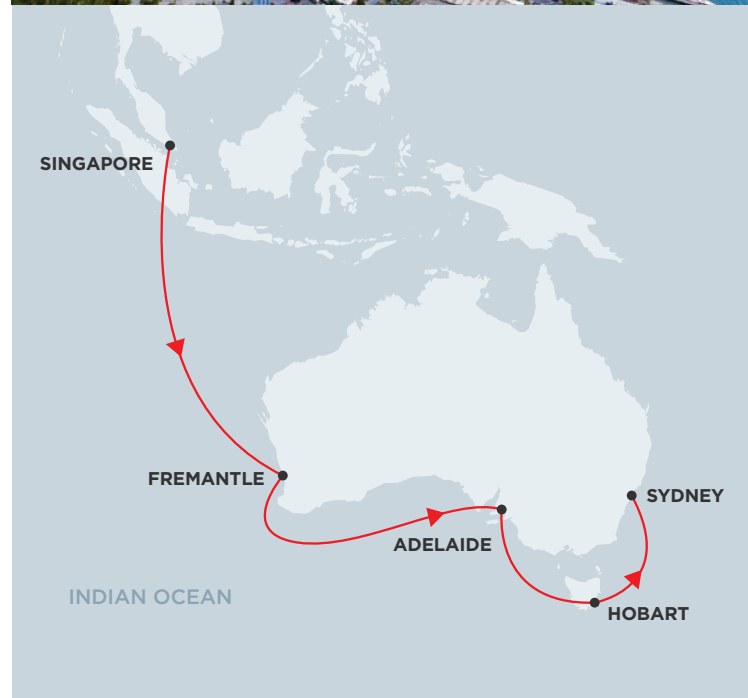 SINGAPORE
FREMANTLE
SYDNEY
ADELAIDE
INDIAN OCEAN
HOBART